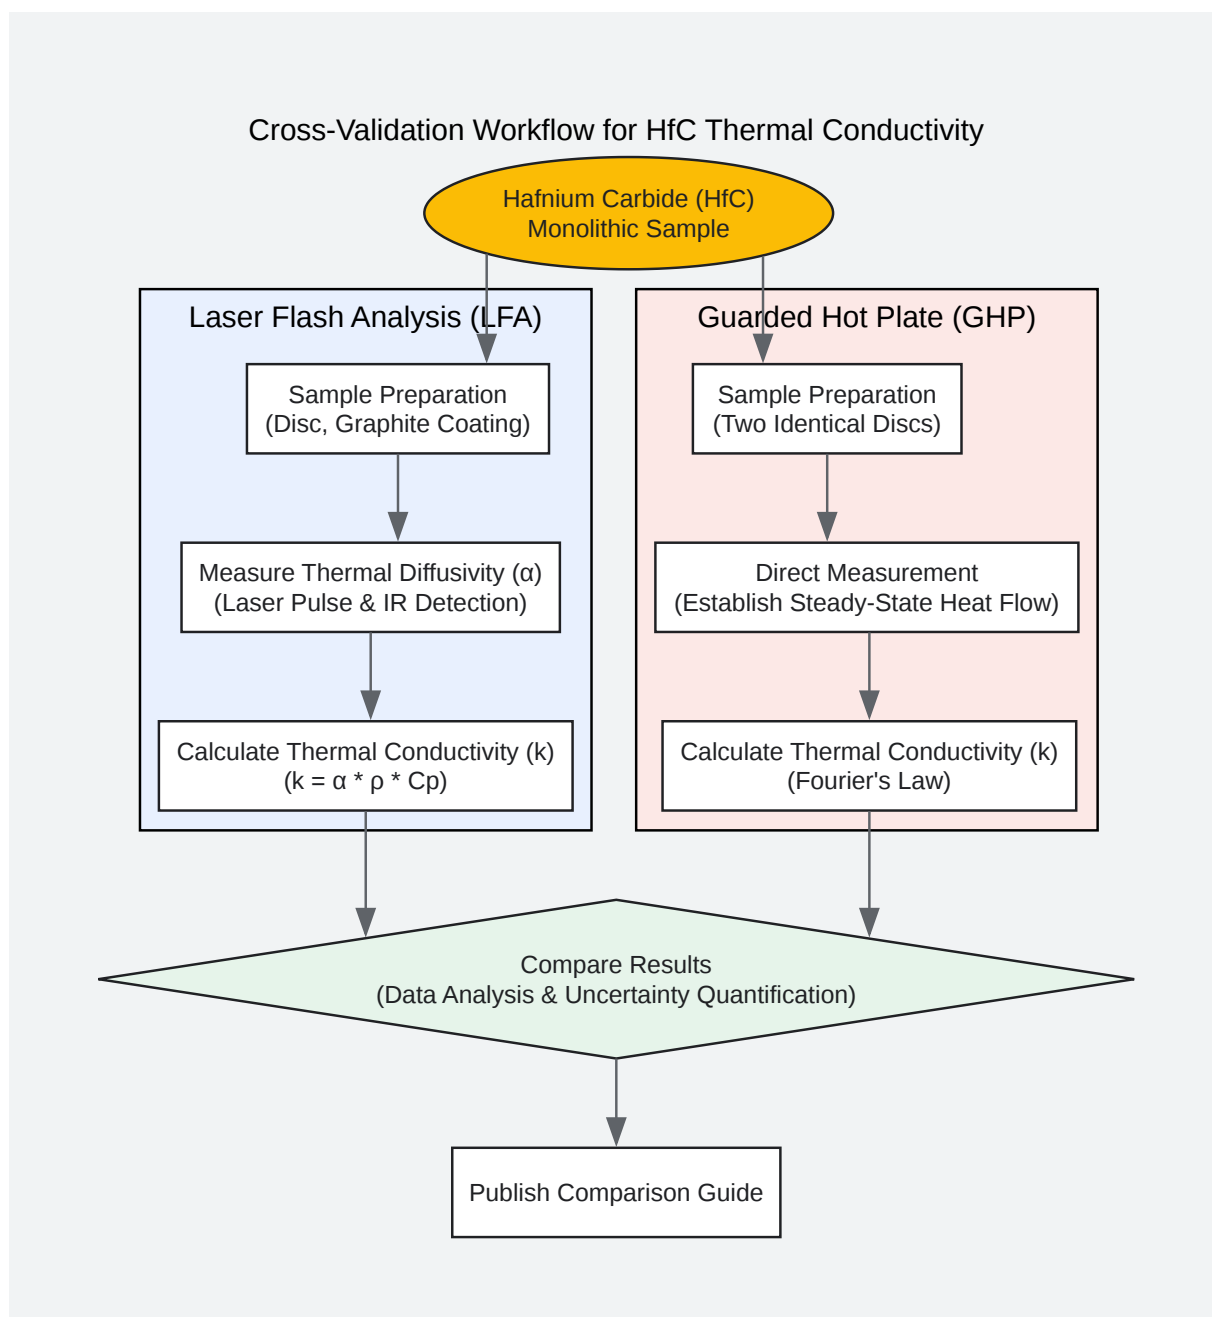 Cross-Validation Workflow for HfC Thermal Conductivity
Hafnium Carbide (HfC)
Monolithic Sample
Laser Flash Analysis (LFA)
Sample Preparation
(Disc, Graphite Coating)
Measure Thermal Diffusivity (α)
(Laser Pulse & IR Detection)
Calculate Thermal Conductivity (k)
(k = α * ρ * Cp)
Guarded Hot Plate (GHP)
Sample Preparation
(Two Identical Discs)
Direct Measurement
(Establish Steady-State Heat Flow)
Calculate Thermal Conductivity (k)
(Fourier's Law)
Compare Results
(Data Analysis & Uncertainty Quantification)
Publish Comparison Guide